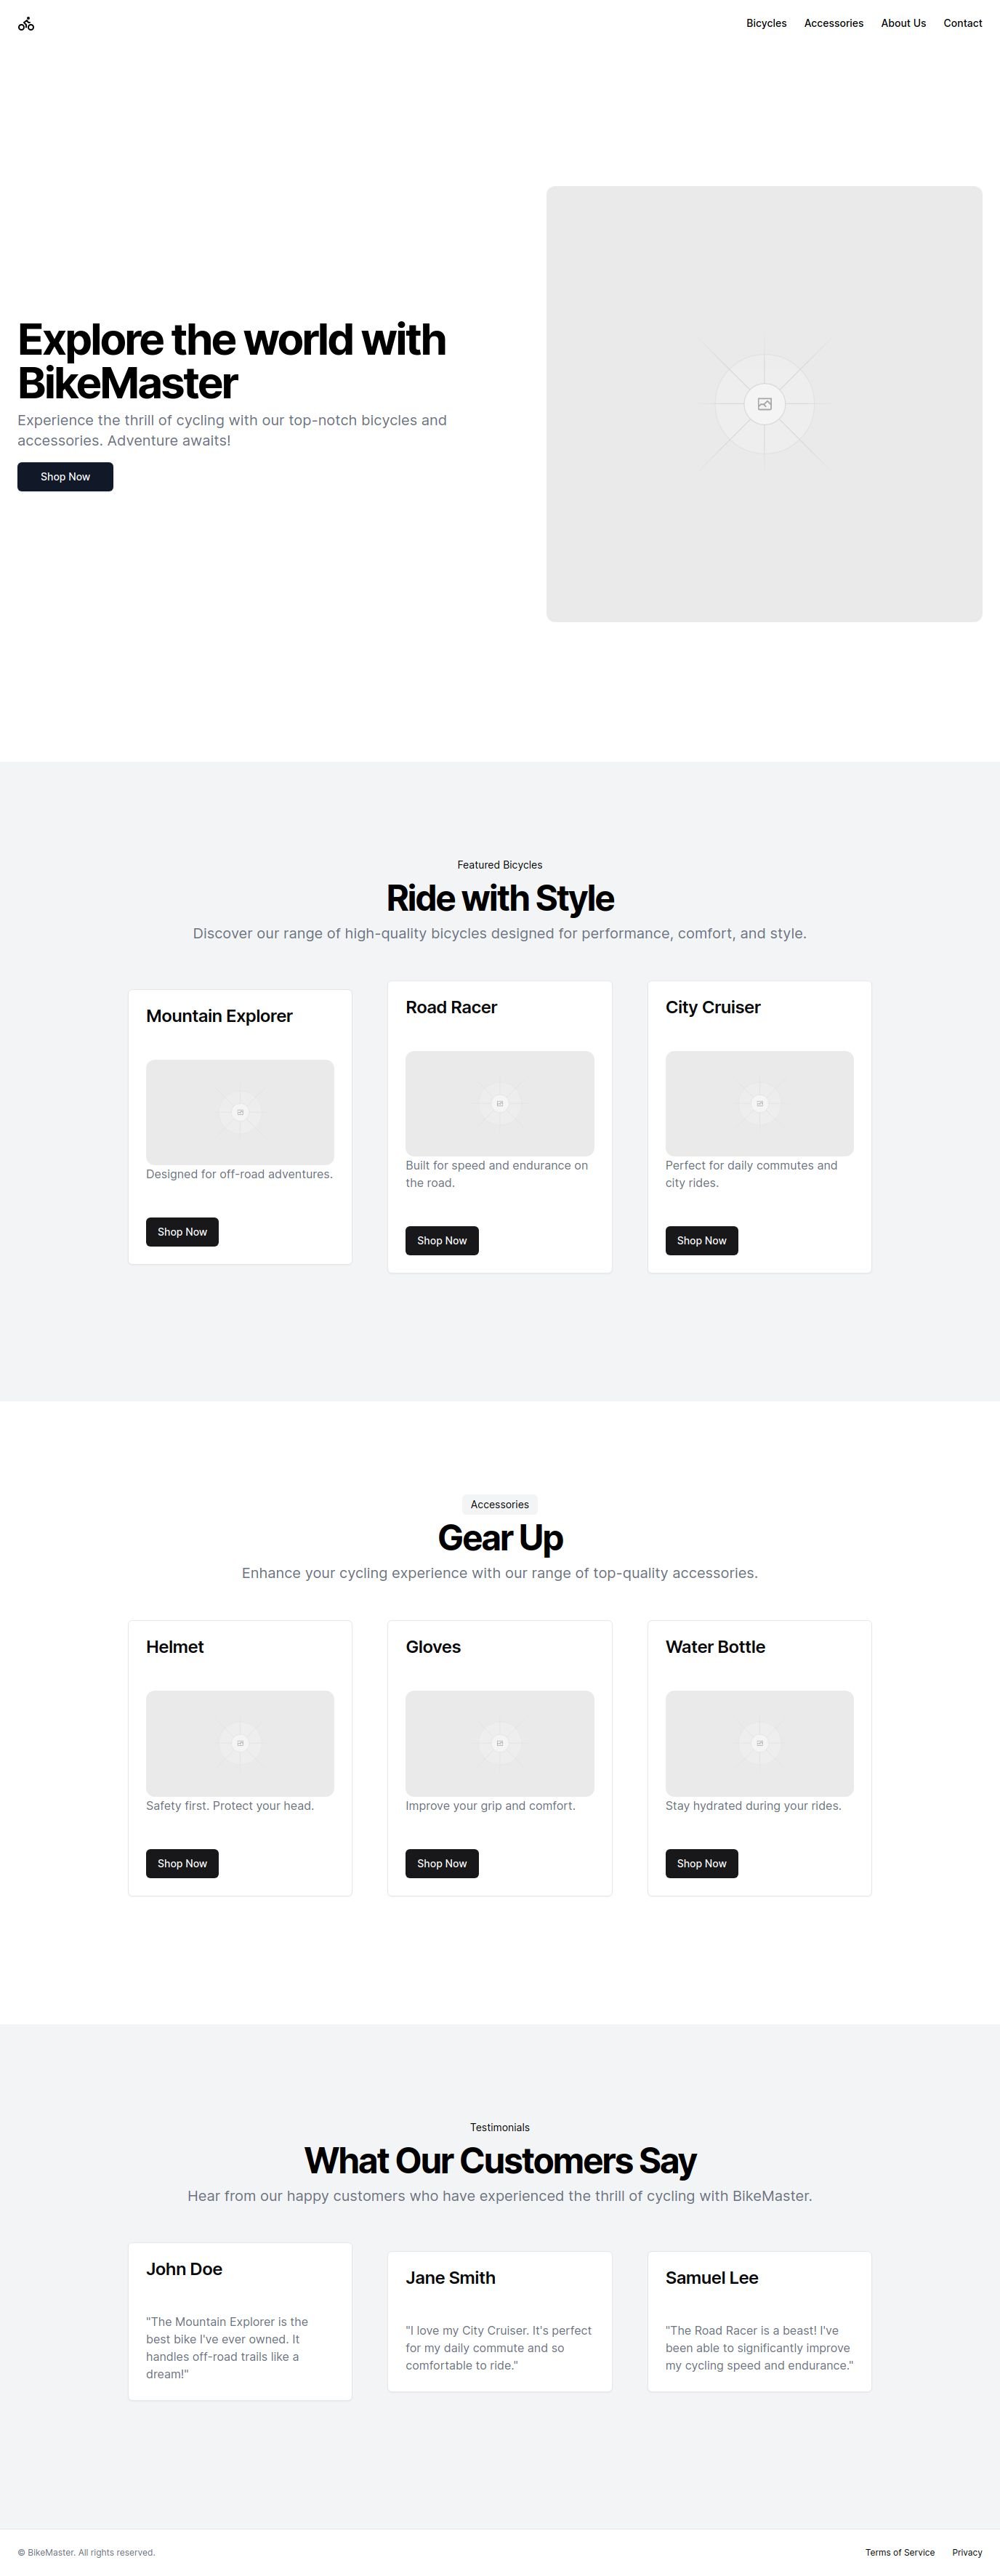 Bicycles Accessories About Us Contact
Explore the world with
BikeMaster
Experience the thrill of cycling with our top-notch bicycles and
accessories. Adventure awaits!
Shop Now
Featured Bicycles
Ride with Style
Discover our range of high-quality bicycles designed for performance, comfort, and style.
Mountain Explorer
Designed for off-road adventures.
Shop Now
Road Racer
Built for speed and endurance on
the road.
Shop Now
City Cruiser
Perfect for daily commutes and
city rides.
Shop Now
Accessories
Gear Up
Enhance your cycling experience with our range of top-quality accessories.
Helmet
Safety first. Protect your head.
Shop Now
Gloves
Improve your grip and comfort.
Shop Now
Water Bottle
Stay hydrated during your rides.
Shop Now
Testimonials
What Our Customers Say
Hear from our happy customers who have experienced the thrill of cycling with BikeMaster.
John Doe
"The Mountain Explorer is the
best bike I've ever owned. It
handles off-road trails like a
dream!"
Jane Smith
"I love my City Cruiser. It's perfect
for my daily commute and so
comfortable to ride."
Samuel Lee
"The Road Racer is a beast! I've
been able to significantly improve
my cycling speed and endurance."
© BikeMaster. All rights reserved.
Terms of Service Privacy